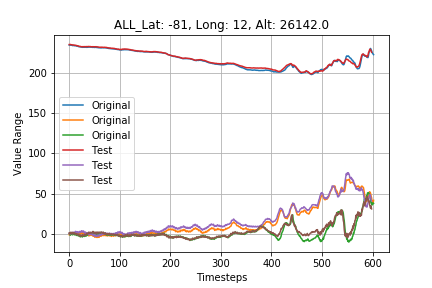 ALL_Lat: -81, Long: 12, Alt: 26142.0
Value Range
200
150
100
50
0
Original
Original
Original
Test
Test
Test
0 100 200 300 400 500 600
Timesteps